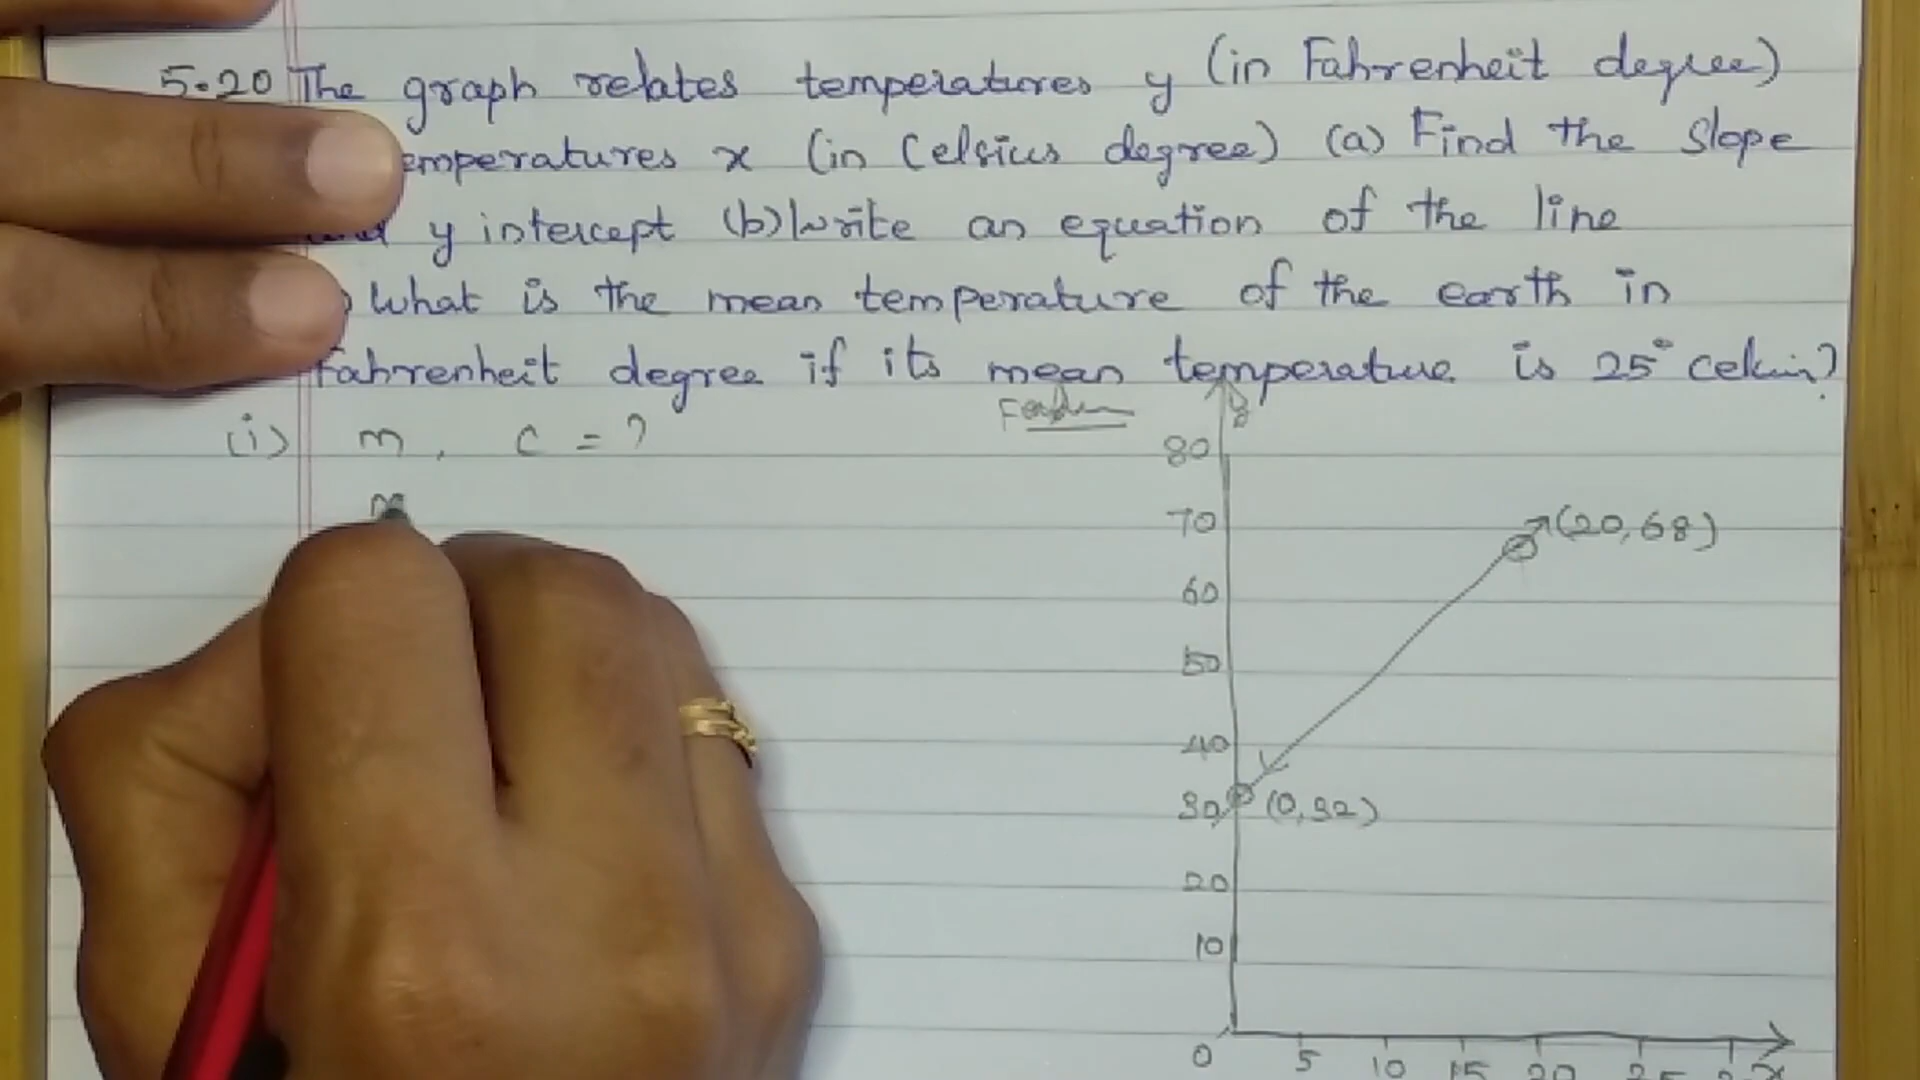 5.20 The graph relates temperatures y (in Fahrenheit degree)
emperatures x (in Celsius degree) (a) Find the slope
y intercept (b) Write an equation of the line
What is the mean temperature of the earth in
Fahrenheit degree if its mean temperature is 25°
(i) m, c = ?
m
y
80
70 (20,68)
60
50
40
30 (0,32)
20
10
0 5 10 15 20 25 x